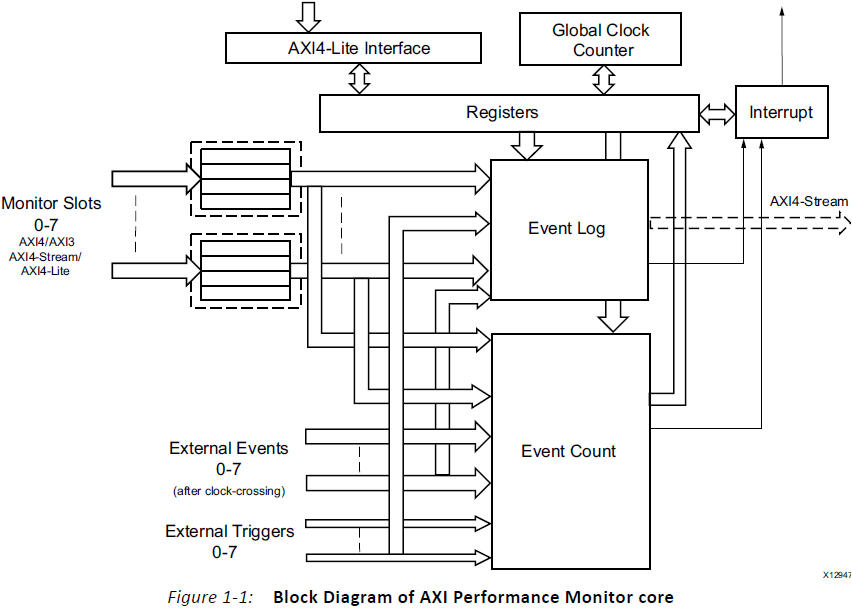 AXI4-Lite Interface
Global Clock
Counter
Registers
Interrupt
Monitor Slots
0-7
AXI4/AXI3
AXI4-Stream/
AXI4-Lite
Event Log
AXI4-Stream
External Events
0-7
(after clock-crossing)
Event Count
External Triggers
0-7
X12947
Figure 1-1: Block Diagram of AXI Performance Monitor core